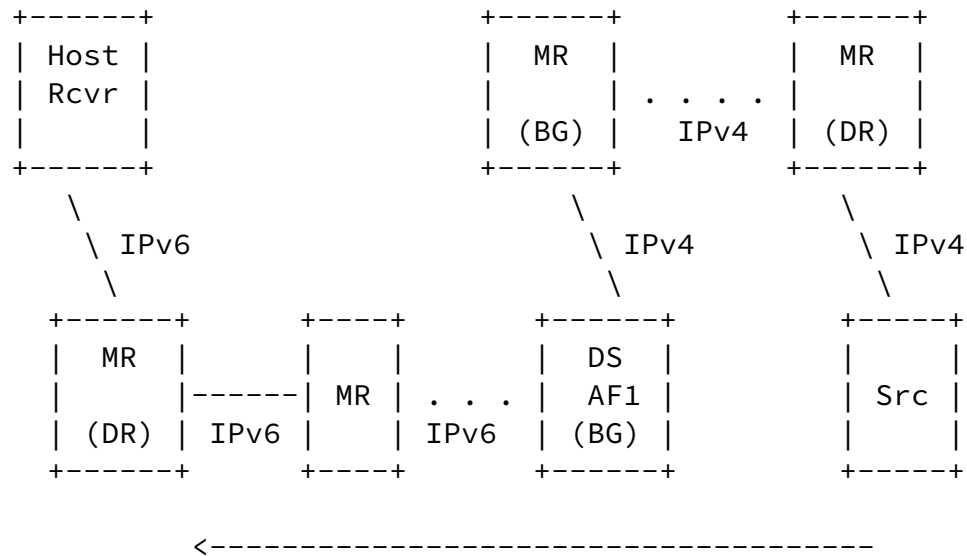 Host MR MR
Rcvr . . . .
(BG) IPv4 (DR)
IPv6 IPv4 IPv4
MR DS
MR . . . AF1 Src
(DR) IPv6 IPv6 (BG)